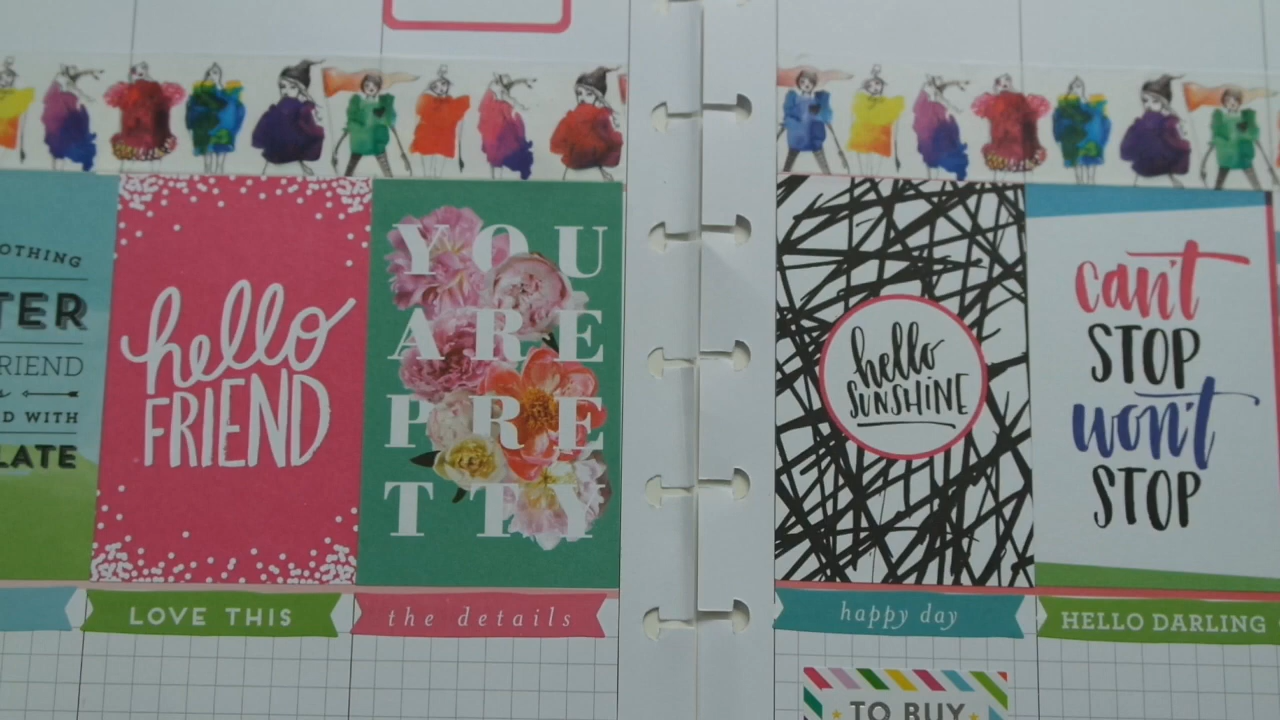 OTHING
TER
RIEND
D WITH
LATE
hello
FRIEND
YOU
ARE
PRE
TTY
LOVE THIS
the details
hello
SUNSHINE
can't
STOP
won't
STOP
happy day
HELLO DARLING
TO BUY